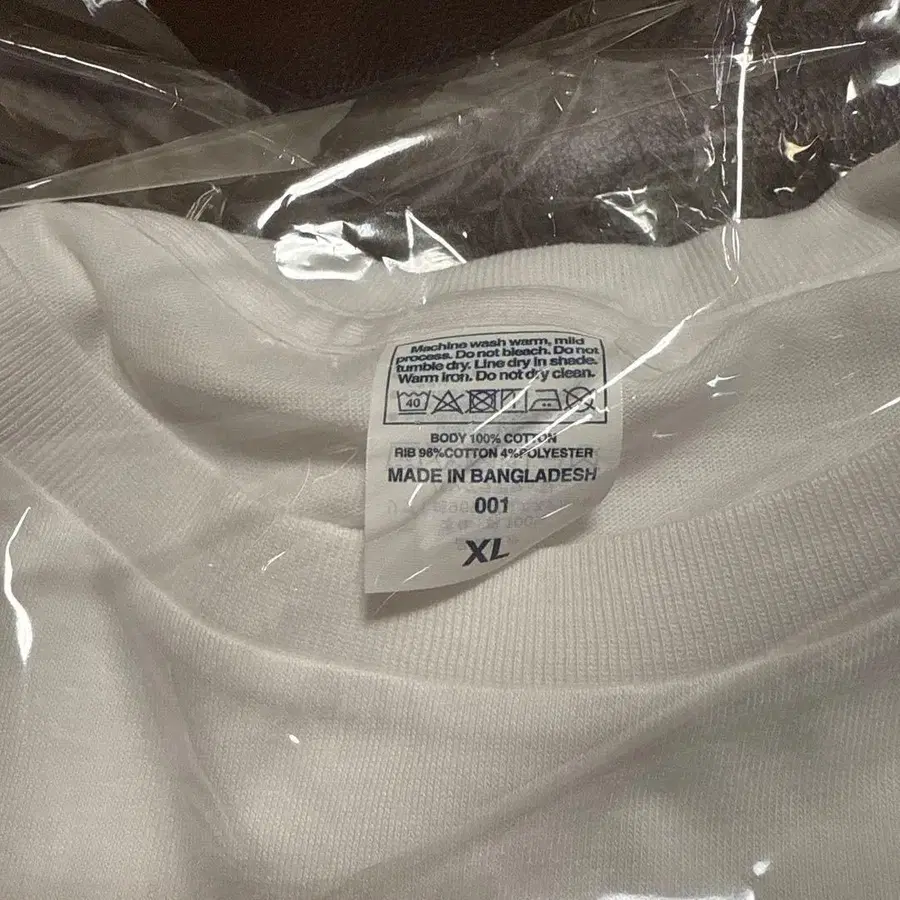 Machine wash warm, mild
process. Do not bleach. Do not
tumble dry. Line dry in shade.
Warm iron. Do not dry clean.
40
BODY 100% COTTON
RIB 96%COTTON 4%POLYESTER
MADE IN BANGLADESH
001
XL